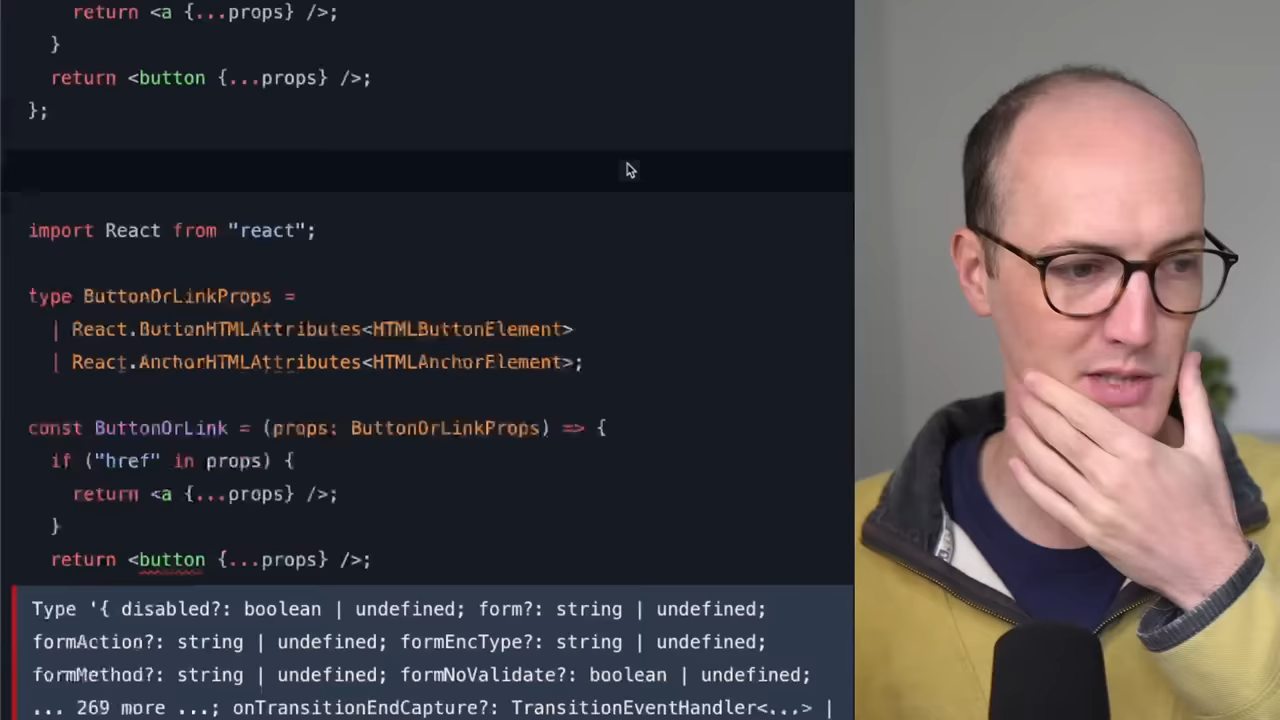 return <a {...props} />;
}
return <button {...props} />;
};
import React from "react";
type ButtonOrLinkProps =
| React.ButtonHTMLAttributes<HTMLButtonElement>
| React.AnchorHTMLAttributes<HTMLAnchorElement>;
const ButtonOrLink = (props: ButtonOrLinkProps) => {
if ("href" in props) {
return <a {...props} />;
}
return <button {...props} />;
Type '{ disabled?: boolean | undefined; form?: string | undefined;
formAction?: string | undefined; formEncType?: string | undefined;
formMethod?: string | undefined; formNoValidate?: boolean | undefined;
... 269 more ...; onTransitionEndCapture?: TransitionEventHandler<...> |